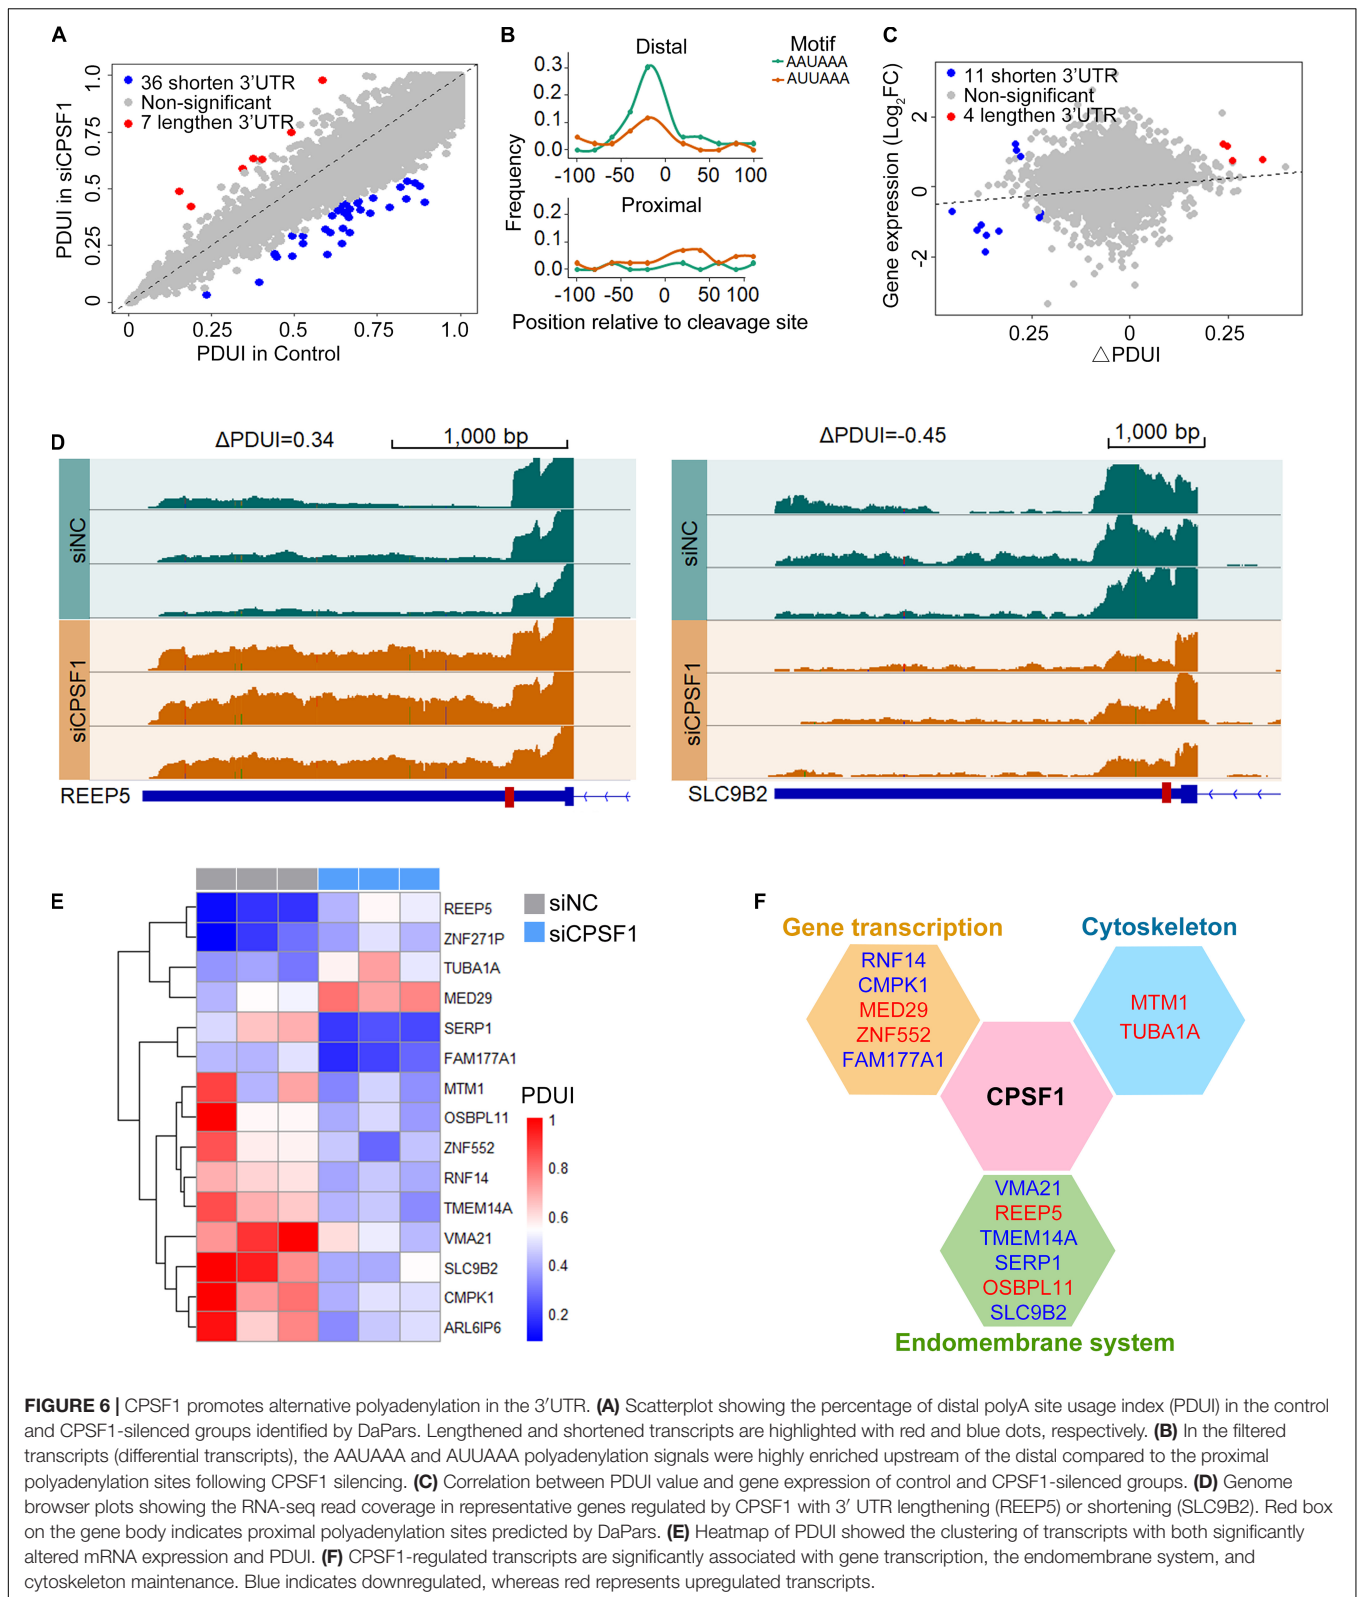 A
36 shorten 3'UTR
Non-significant
7 lengthen 3'UTR
PDUI in siCPSF1
1.0
0.75
0.5
0.25
0
0
0.25
0.5
0.75
1.0
PDUI in Control
B
Distal
Motif
AAUAAA
AUUAAA
0.3
0.2
0.1
0.0
-100
-50
0
50
100
Frequency
Proximal
0.2
0.1
0.0
-100
-50
0
50
100
Position relative to cleavage site
C
11 shorten 3'UTR
Non-significant
4 lengthen 3'UTR
Gene expression (Log2FC)
2
0
-2
0.25
0
0.25
△PDUI
D
ΔPDUI=0.34
1,000 bp
siNC
siCPSF1
REEP5
ΔPDUI=-0.45
1,000 bp
siNC
siCPSF1
SLC9B2
E
siNC
siCPSF1
REEP5
ZNF271P
TUBA1A
MED29
SERP1
FAM177A1
MTM1
OSBPL11
ZNF552
RNF14
TMEM14A
VMA21
SLC9B2
CMPK1
ARL6IP6
PDUI
1
0.8
0.6
0.4
0.2
F
Gene transcription
RNF14
CMPK1
MED29
ZNF552
FAM177A1
Cytoskeleton
MTM1
TUBA1A
CPSF1
VMA21
REEP5
TMEM14A
SERP1
OSBPL11
SLC9B2
Endomembrane system
FIGURE 6 | CPSF1 promotes alternative polyadenylation in the 3′UTR. (A) Scatterplot showing the percentage of distal polyA site usage index (PDUI) in the control
and CPSF1-silenced groups identified by DaPars. Lengthened and shortened transcripts are highlighted with red and blue dots, respectively. (B) In the filtered
transcripts (differential transcripts), the AAUAAA and AUUAAA polyadenylation signals were highly enriched upstream of the distal compared to the proximal
polyadenylation sites following CPSF1 silencing. (C) Correlation between PDUI value and gene expression of control and CPSF1-silenced groups. (D) Genome
browser plots showing the RNA-seq read coverage in representative genes regulated by CPSF1 with 3′ UTR lengthening (REEP5) or shortening (SLC9B2). Red box
on the gene body indicates proximal polyadenylation sites predicted by DaPars. (E) Heatmap of PDUI showed the clustering of transcripts with both significantly
altered mRNA expression and PDUI. (F) CPSF1-regulated transcripts are significantly associated with gene transcription, the endomembrane system, and
cytoskeleton maintenance. Blue indicates downregulated, whereas red represents upregulated transcripts.